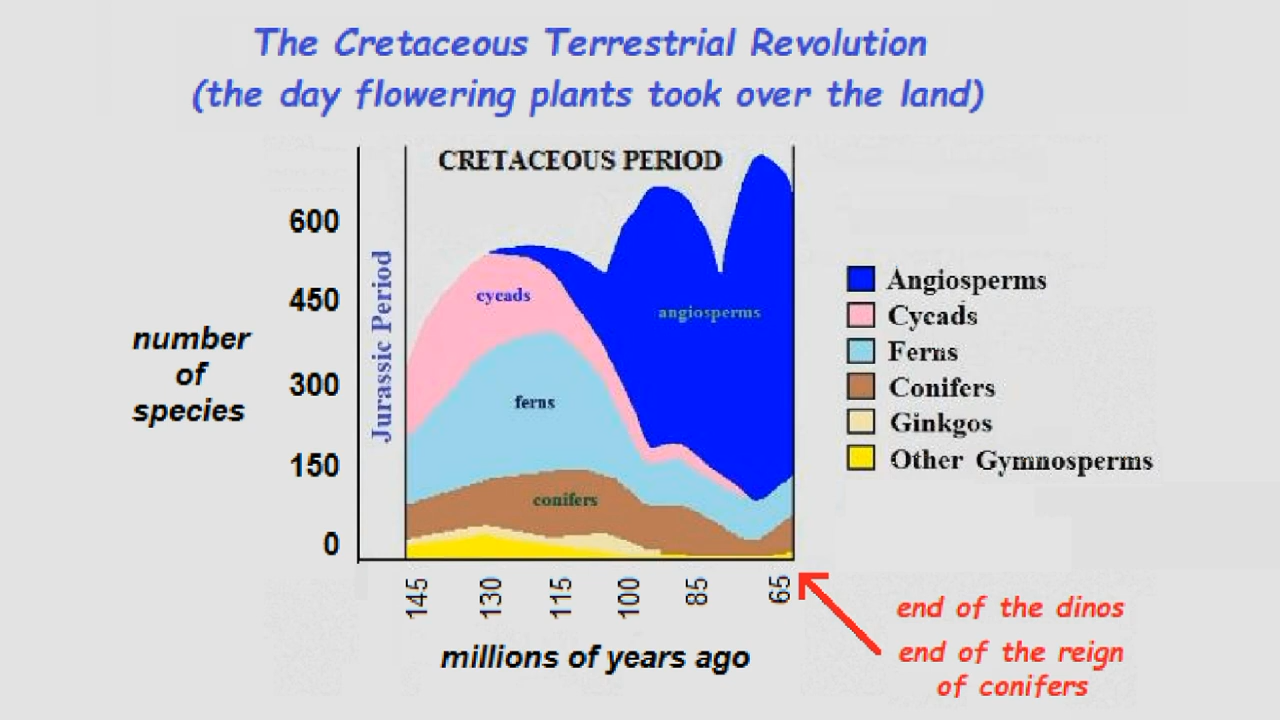 The Cretaceous Terrestrial Revolution
(the day flowering plants took over the land)
CRETACEOUS PERIOD
Jurassic Period
600
450
300
150
0
number
of
species
cycads
ferns
conifers
angiosperms
Angiosperms
Cycads
Ferns
Conifers
Ginkgos
Other Gymnosperms
145
130
115
100
85
65
millions of years ago
end of the dinos
end of the reign
of conifers